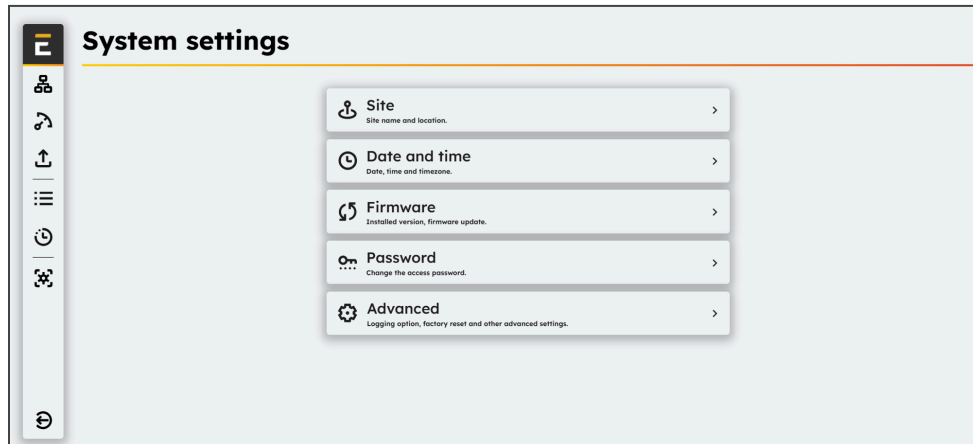 System settings
Site
Site name and location.
Date and time
Date, time and timezone.
Firmware
Installed version, firmware update.
Password
Change the access password.
Advanced
Logging option, factory reset and other advanced settings.